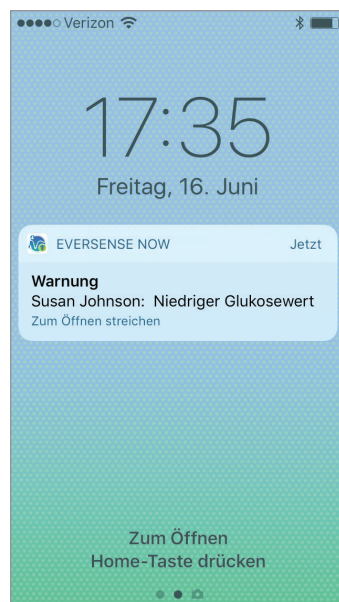 Verizon
17:35
Freitag, 16. Juni
EVERSENSE NOW Jetzt
Warnung
Susan Johnson: Niedriger Glukosewert
Zum Öffnen streichen
Zum Öffnen
Home-Taste drücken